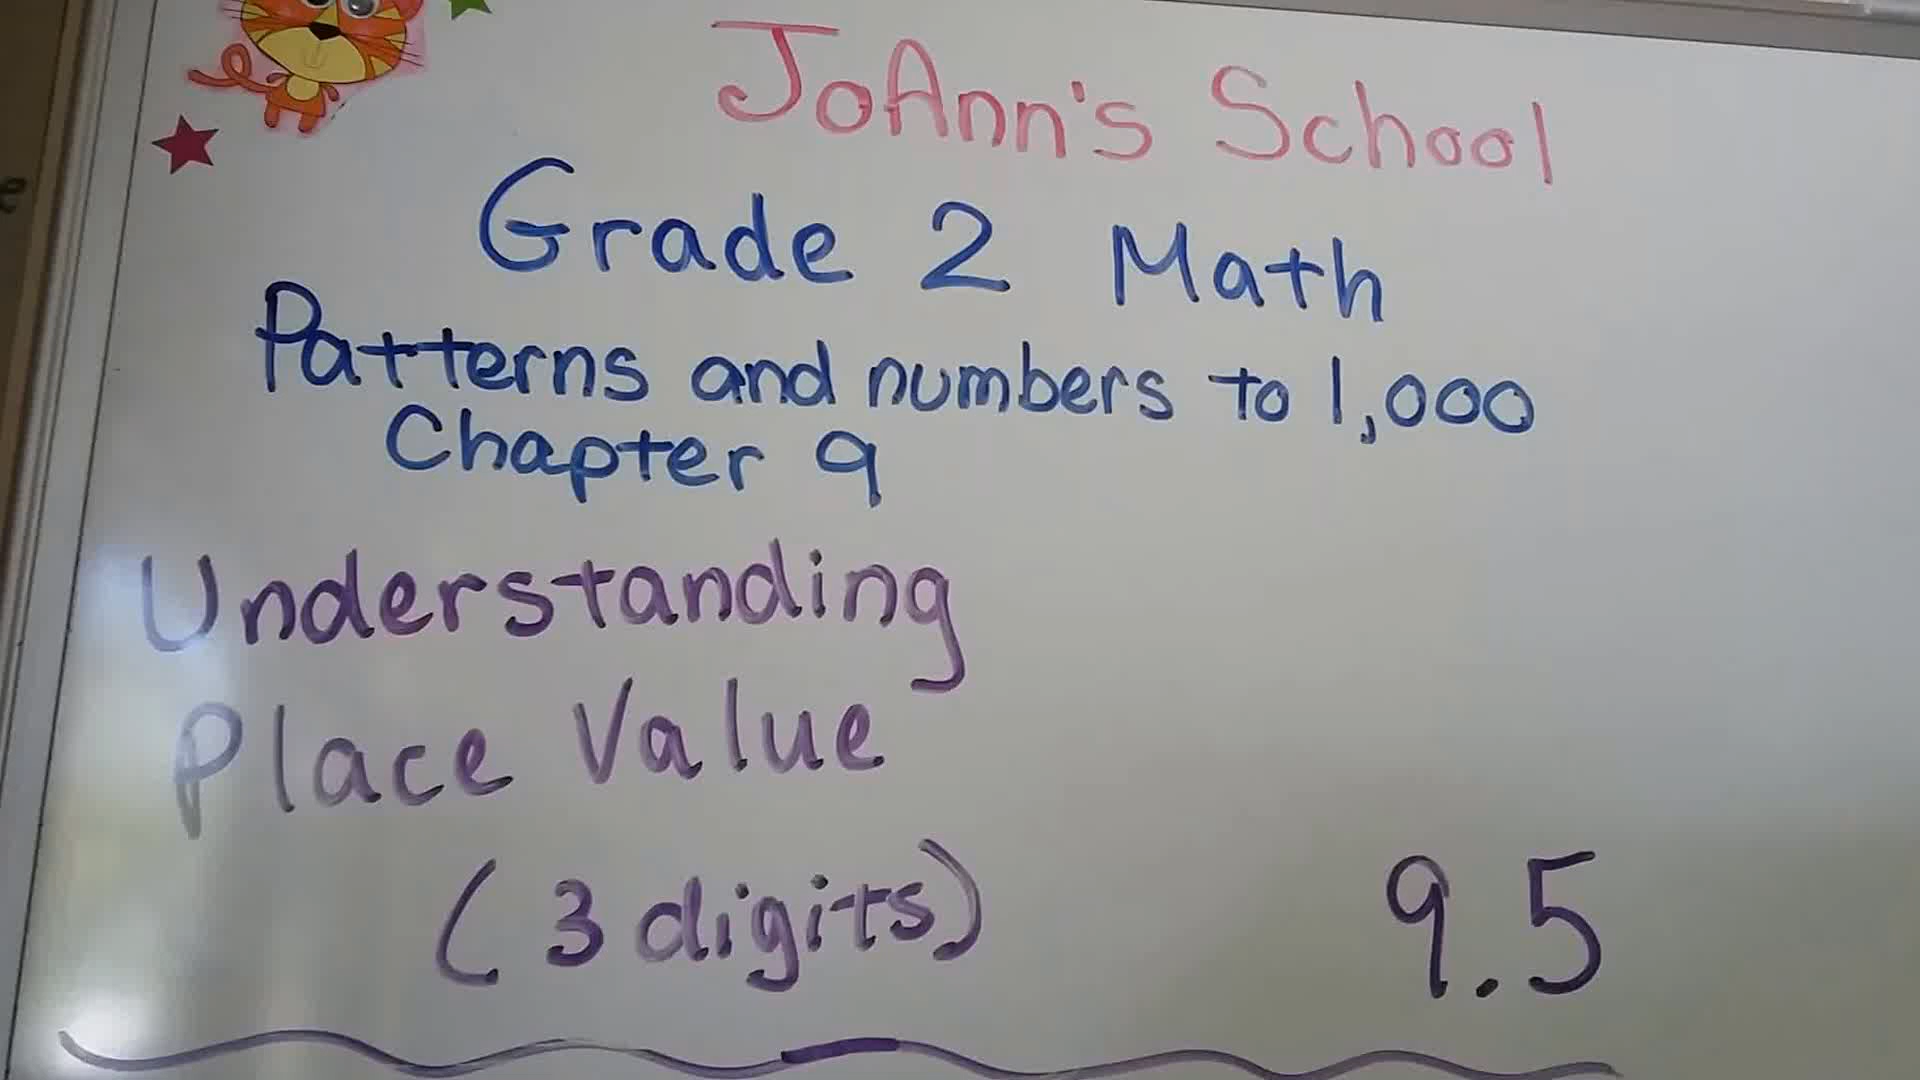 JoAnn's School
Grade 2 Math
Patterns and numbers to 1,000
Chapter 9
Understanding
Place Value
(3 digits)
9.5